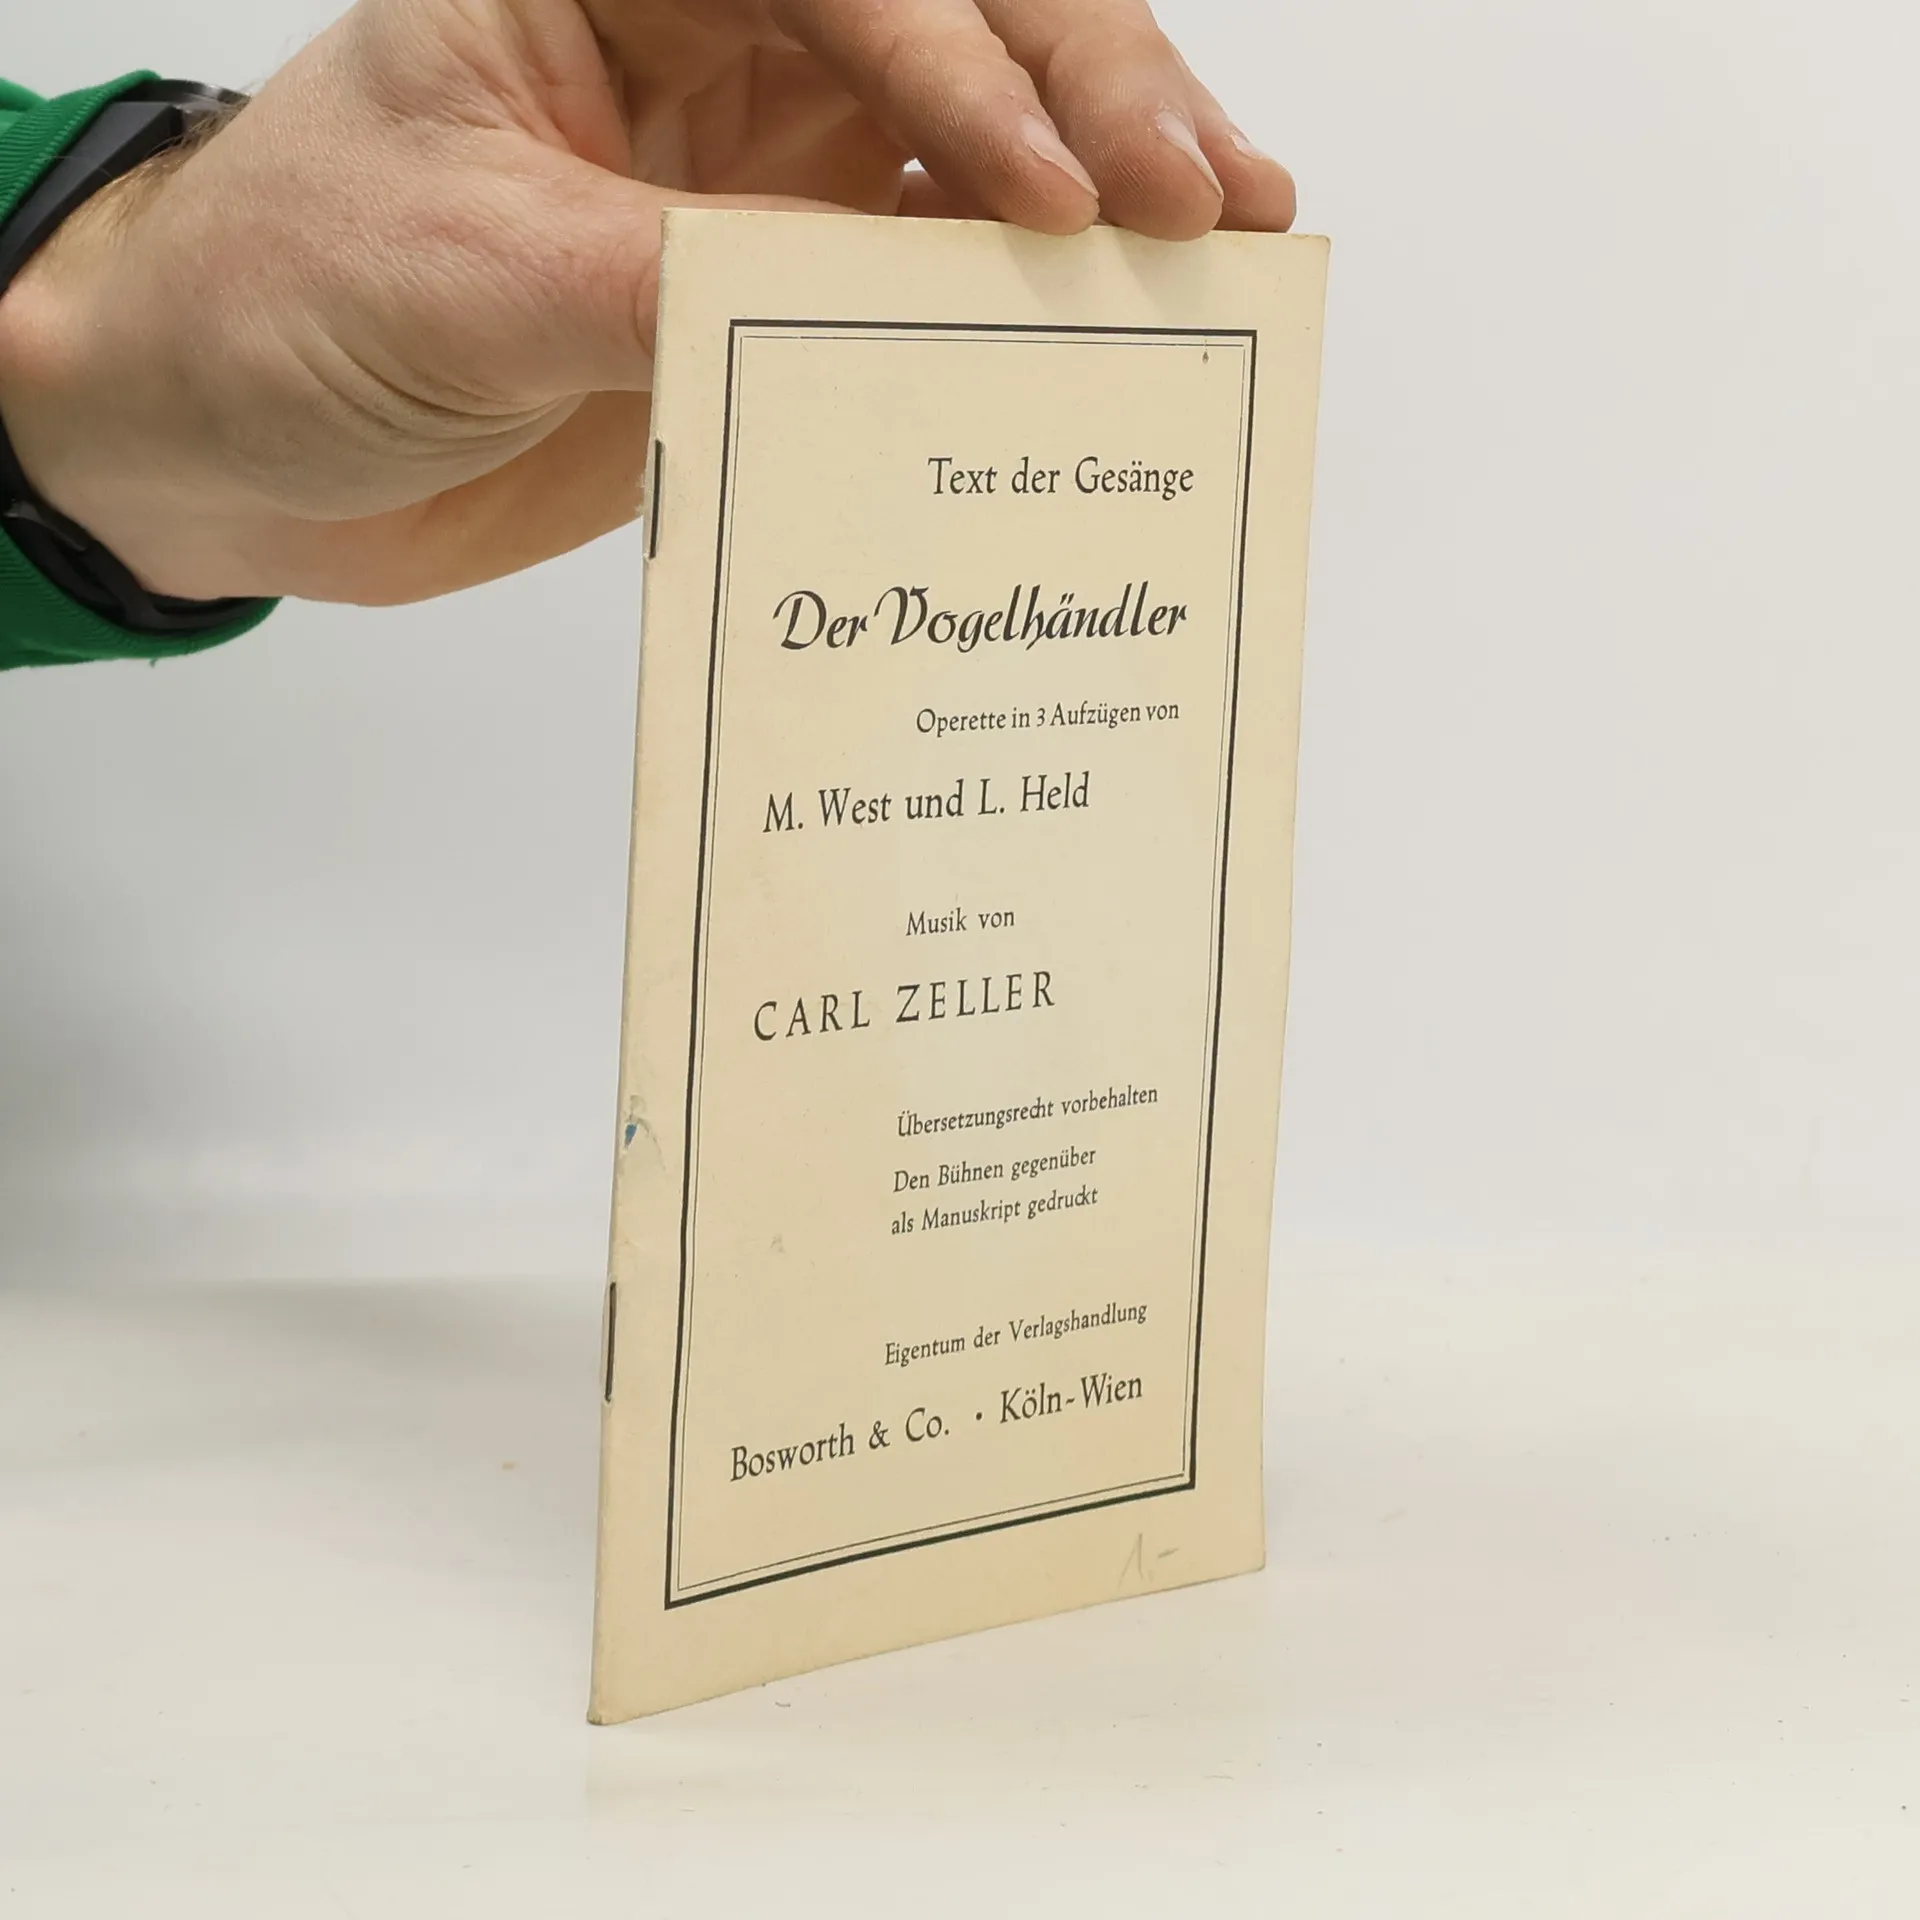 Text der Gesänge
Der Vogelhändler
Operette in 3 Aufzügen von
M. West und L. Held
Musik von
CARL ZELLER
Übersetzungsrecht vorbehalten
Den Bühnen gegenüber
als Manuskript gedruckt
Eigentum der Verlagshandlung
Bosworth & Co. • Köln-Wien
1.-